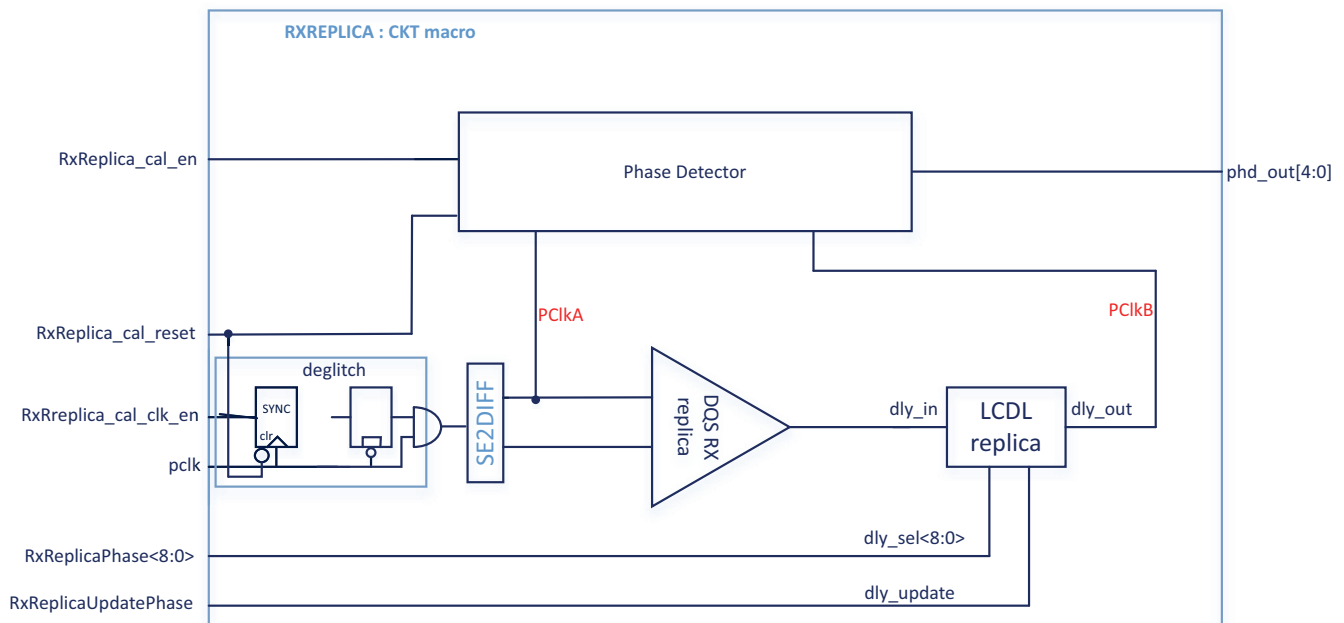 RXREPLICA : CKT macro
RxReplica_cal_en
Phase Detector
phd_out[4:0]
PClkA
PClkB
RxReplica_cal_reset
deglitch
SYNC
clr
RxRreplica_cal_clk_en
pclk
SE2DIFF
DQS RX
replica
dly_in
LCDL
replica
dly_out
dly_sel<8:0>
RxReplicaPhase<8:0>
dly_update
RxReplicaUpdatePhase